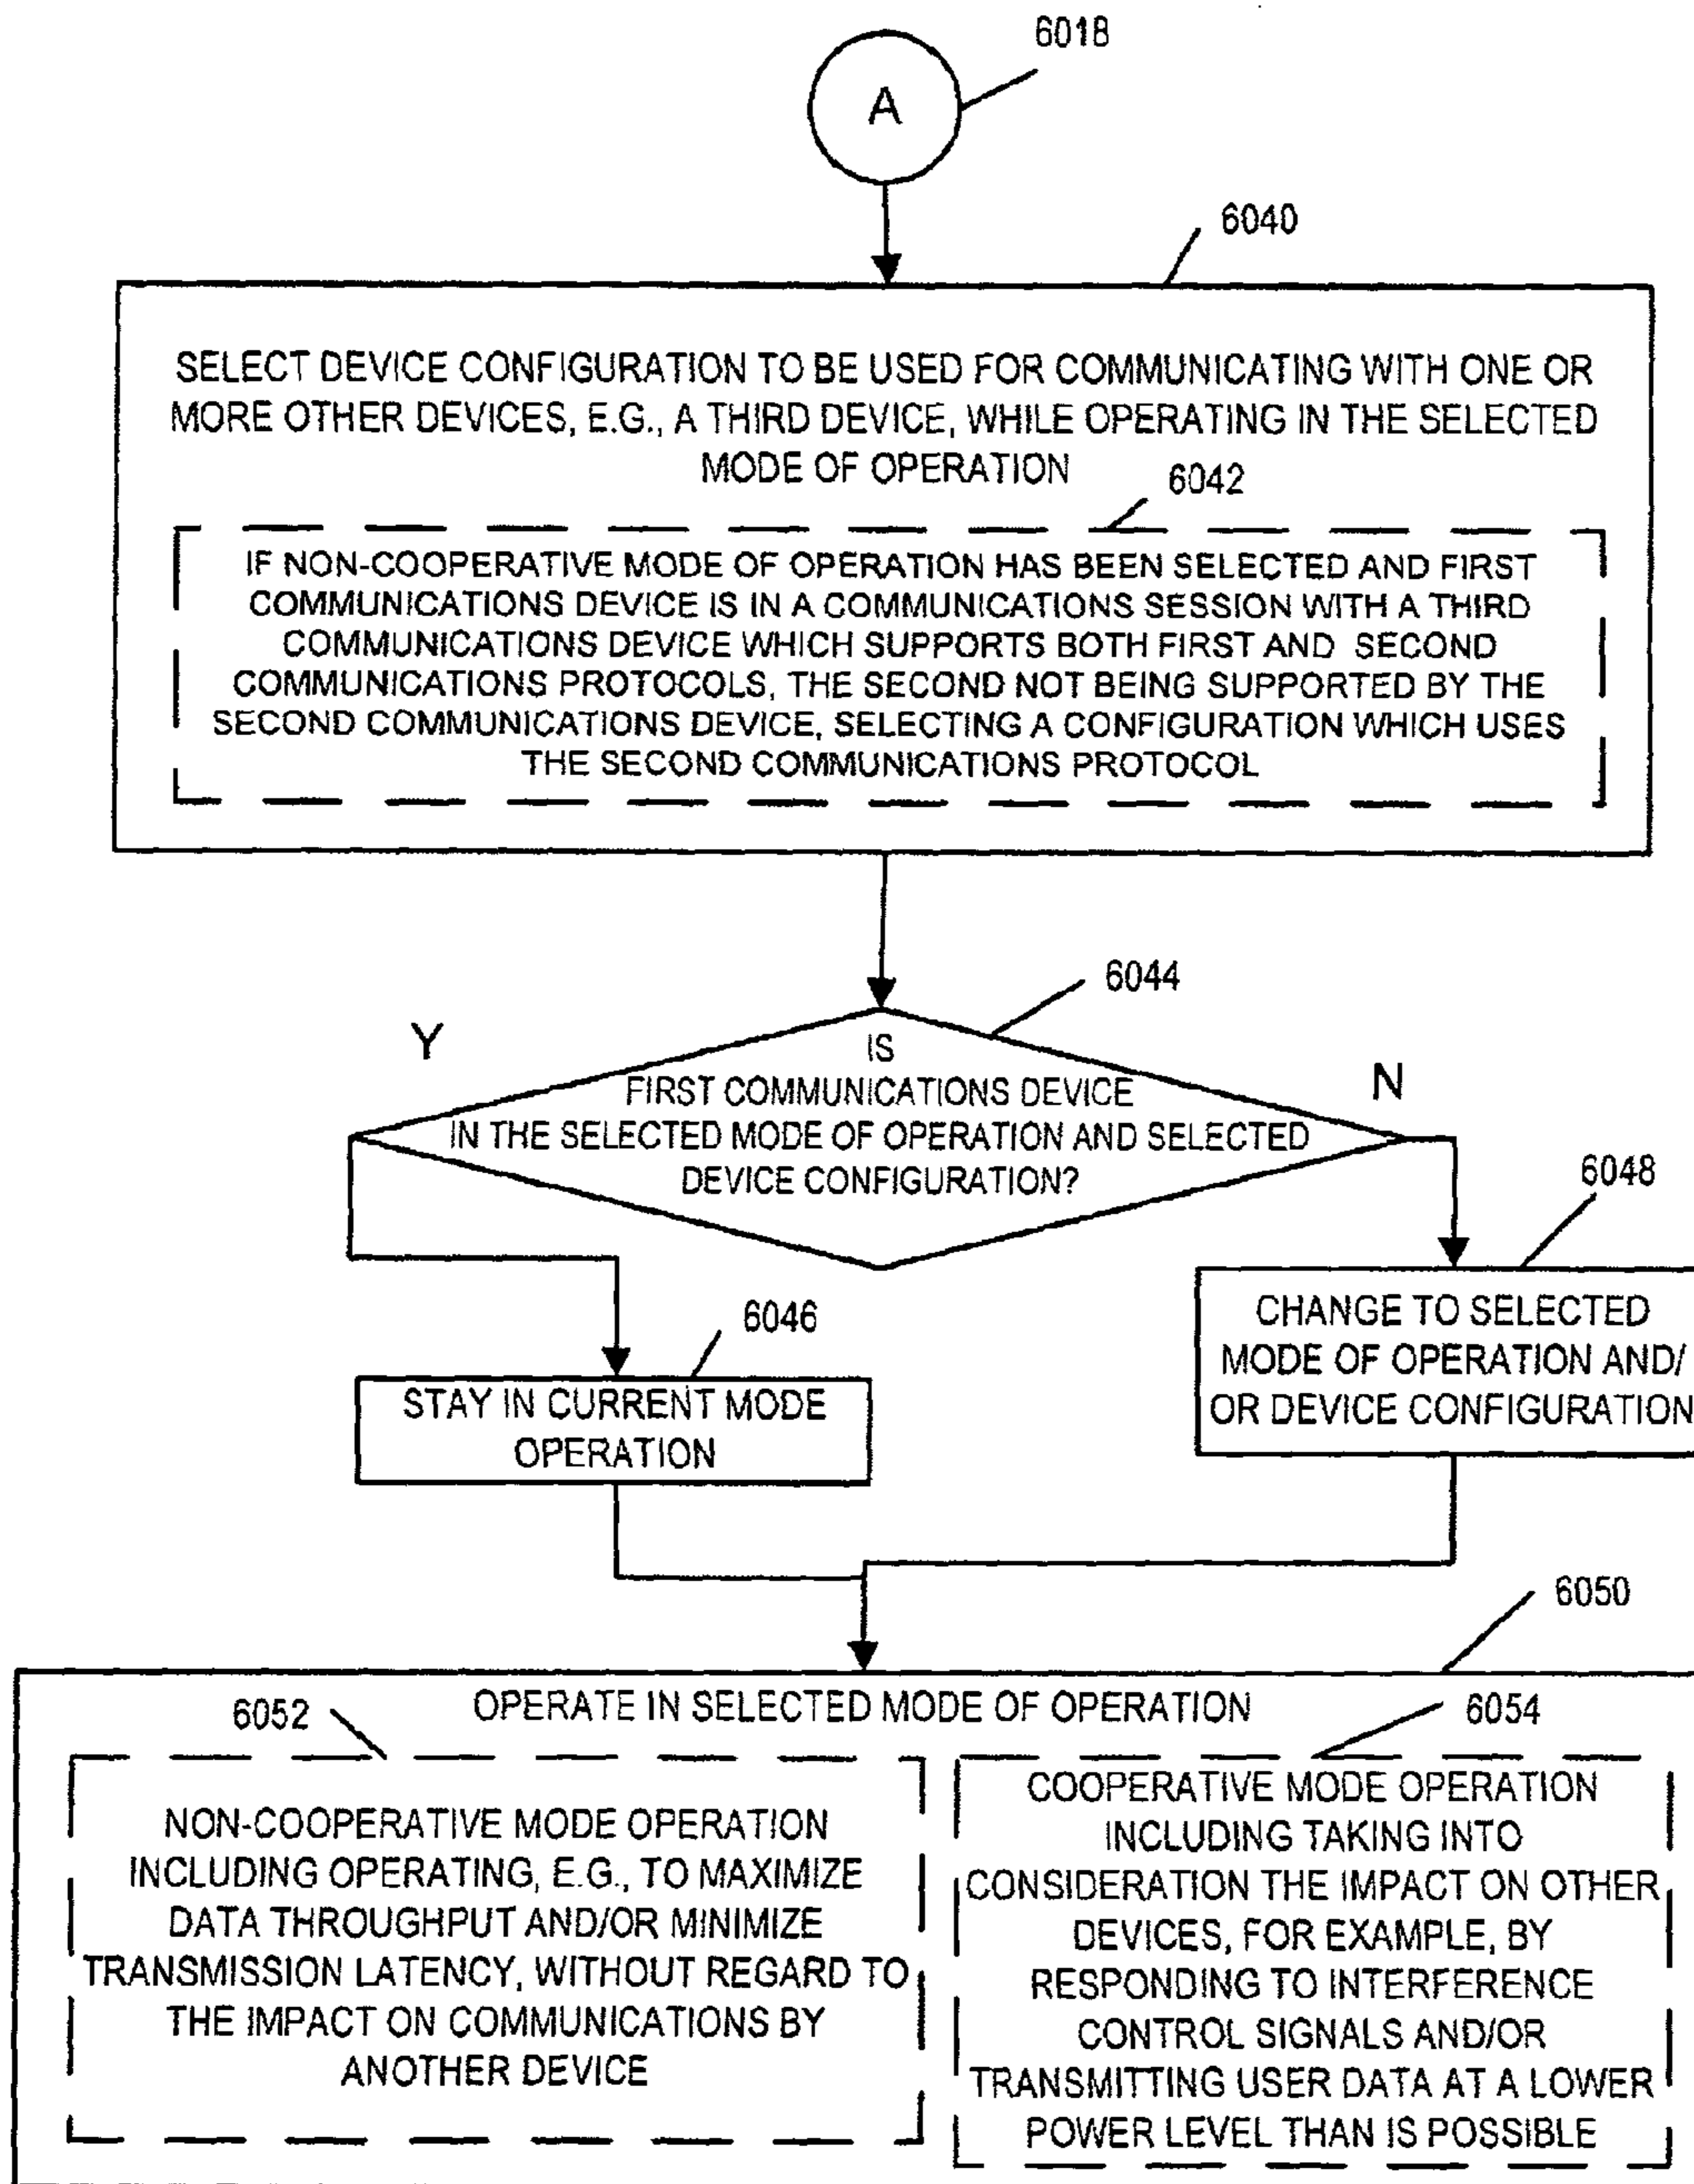 6018
A
6040
SELECT DEVICE CONFIGURATION TO BE USED FOR COMMUNICATING WITH ONE OR
MORE OTHER DEVICES, E.G., A THIRD DEVICE, WHILE OPERATING IN THE SELECTED
MODE OF OPERATION
6042
IF NON-COOPERATIVE MODE OF OPERATION HAS BEEN SELECTED AND FIRST
COMMUNICATIONS DEVICE IS IN A COMMUNICATIONS SESSION WITH A THIRD
COMMUNICATIONS DEVICE WHICH SUPPORTS BOTH FIRST AND SECOND
COMMUNICATIONS PROTOCOLS, THE SECOND NOT BEING SUPPORTED BY THE
SECOND COMMUNICATIONS DEVICE, SELECTING A CONFIGURATION WHICH USES
THE SECOND COMMUNICATIONS PROTOCOL
6044
Y
N
IS
FIRST COMMUNICATIONS DEVICE
IN THE SELECTED MODE OF OPERATION AND SELECTED
DEVICE CONFIGURATION?
6046
STAY IN CURRENT MODE
OPERATION
6048
CHANGE TO SELECTED
MODE OF OPERATION AND/
OR DEVICE CONFIGURATION
6050
OPERATE IN SELECTED MODE OF OPERATION
6052
NON-COOPERATIVE MODE OPERATION
INCLUDING OPERATING, E.G., TO MAXIMIZE
DATA THROUGHPUT AND/OR MINIMIZE
TRANSMISSION LATENCY, WITHOUT REGARD TO
THE IMPACT ON COMMUNICATIONS BY
ANOTHER DEVICE
6054
COOPERATIVE MODE OPERATION
INCLUDING TAKING INTO
CONSIDERATION THE IMPACT ON OTHER
DEVICES, FOR EXAMPLE, BY
RESPONDING TO INTERFERENCE
CONTROL SIGNALS AND/OR
TRANSMITTING USER DATA AT A LOWER
POWER LEVEL THAN IS POSSIBLE